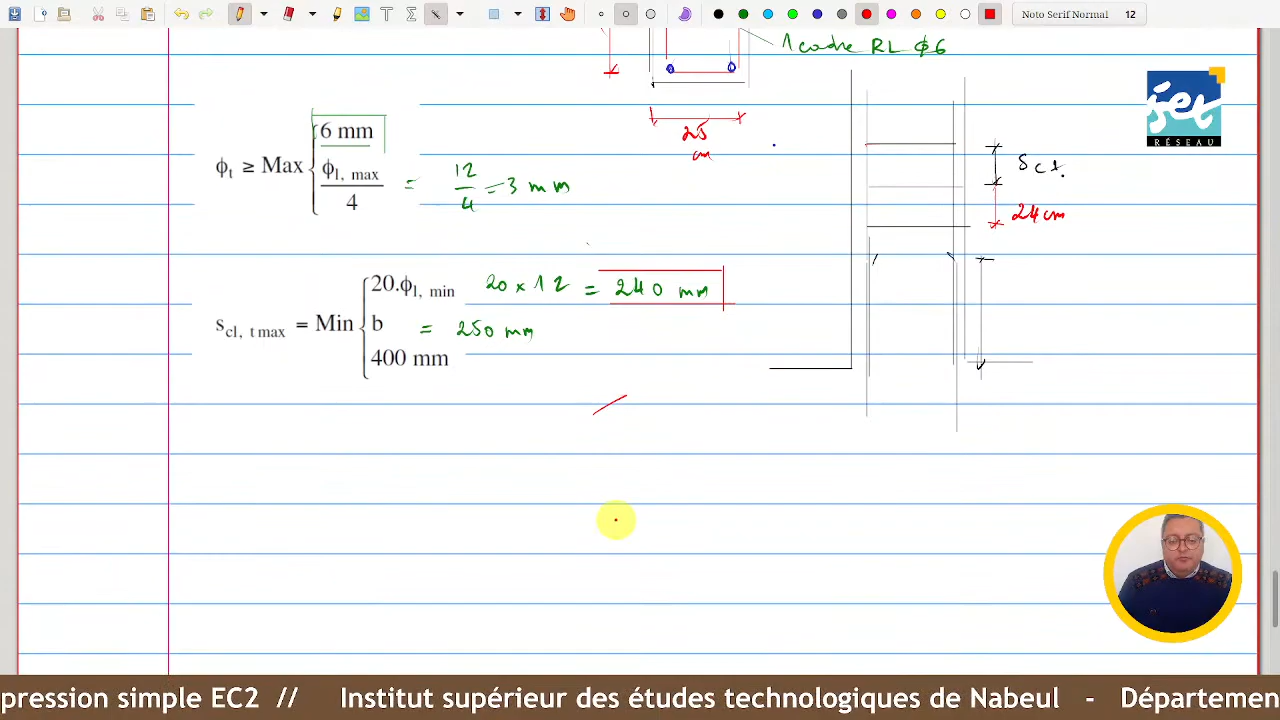 Noto Serif Normal 12
1 cadre RL ϕ6
iset
RÉSEAU
25
cm
6 mm
ϕt ≥ Max
ϕl, max
4
= 12/4 = 3 mm
Scl,t
24 cm
20.ϕl, min 20 x 12 = 240 mm
scl, tmax = Min
b = 250 mm
400 mm
pression simple EC2 // Institut supérieur des études technologiques de Nabeul - Départemen